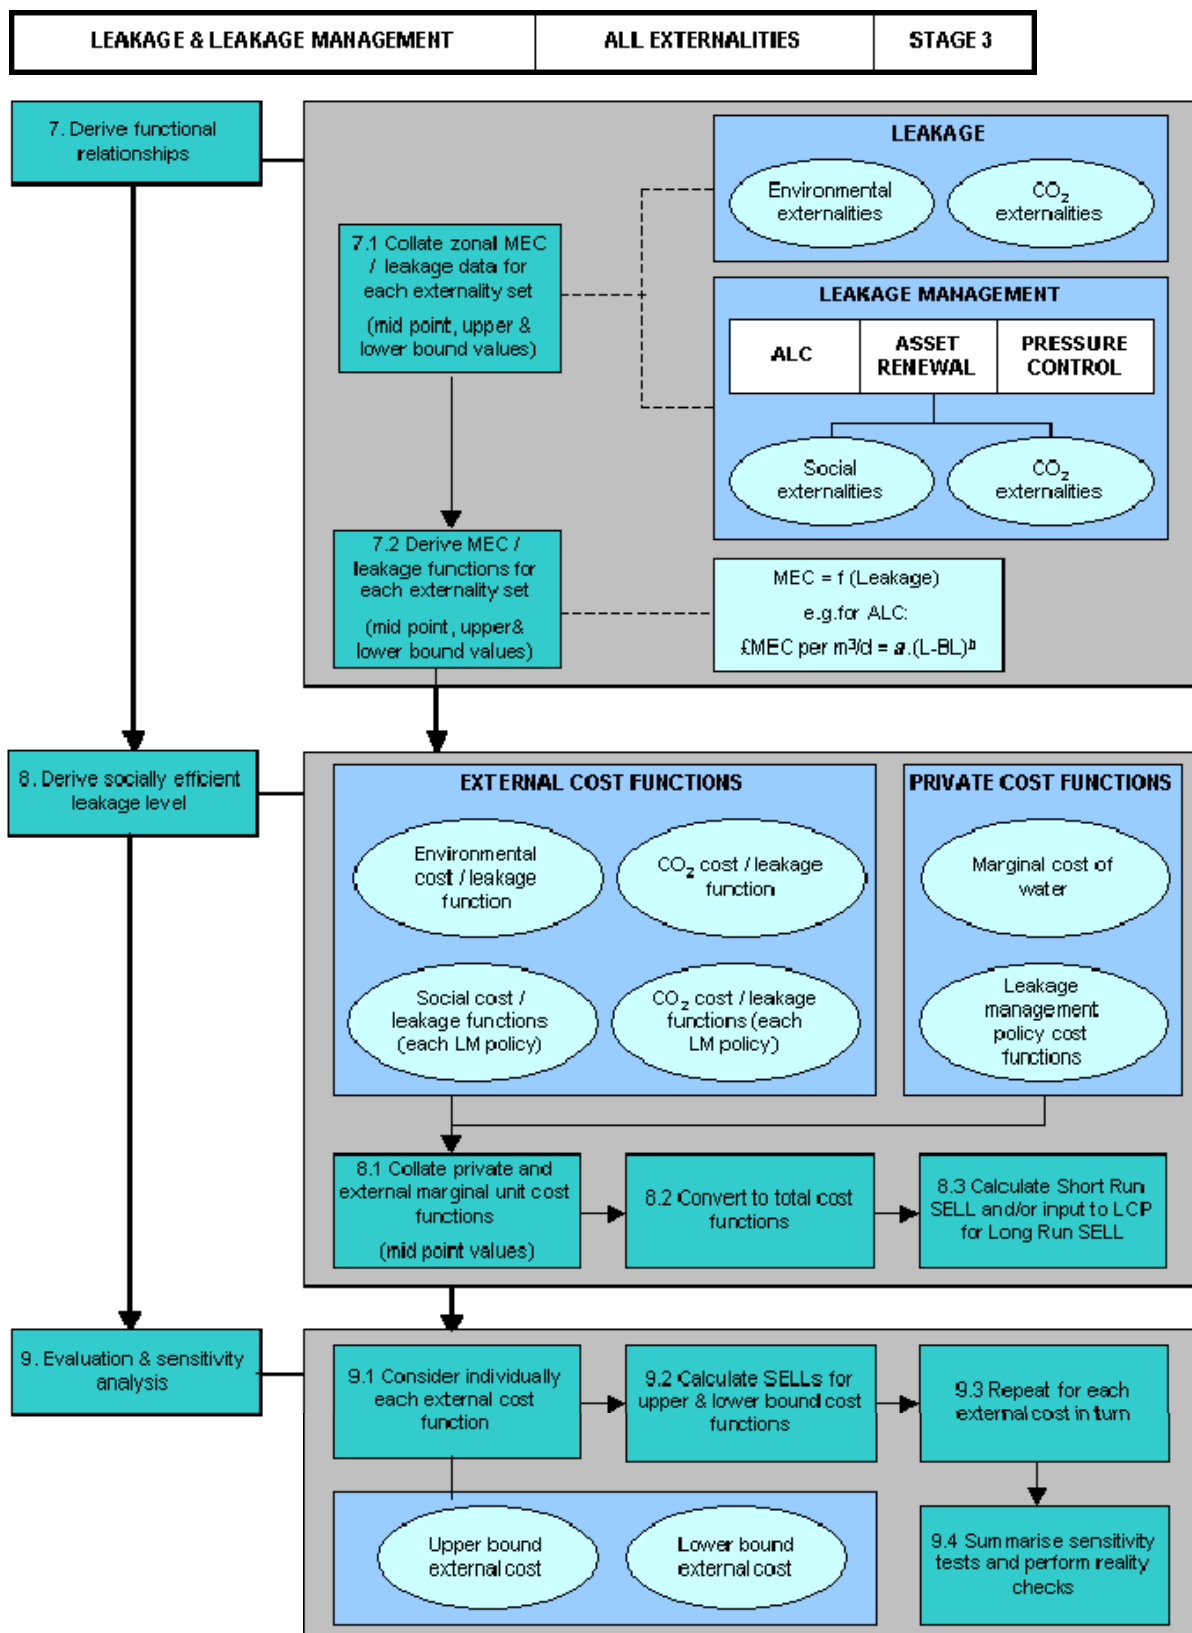 LEAKAGE & LEAKAGE MANAGEMENT
ALL EXTERNALITIES
STAGE 3
7. Derive functional
relationships
LEAKAGE
Environmental
externalities
CO₂
externalities
7.1 Collate zonal MEC
/ leakage data for
each externality set
(mid point, upper &
lower bound values)
LEAKAGE MANAGEMENT
ALC
ASSET
RENEWAL
PRESSURE
CONTROL
Social
externalities
CO₂
externalities
7.2 Derive MEC /
leakage functions for
each externality set
(mid point, upper&
lower bound values)
MEC = f (Leakage)
e.g.for ALC:
£MEC per m³/d = a.(L-BL)ᵇ
8. Derive socially efficient
leakage level
EXTERNAL COST FUNCTIONS
Environmental
cost / leakage
function
CO₂ cost / leakage
function
Social cost /
leakage functions
(each LM policy)
CO₂ cost / leakage
functions (each
LM policy)
PRIVATE COST FUNCTIONS
Marginal cost of
water
Leakage
management
policy cost
functions
8.1 Collate private and
external marginal unit cost
functions
(mid point values)
8.2 Convert to total cost
functions
8.3 Calculate Short Run
SELL and/or input to LCP
for Long Run SELL
9. Evaluation & sensitivity
analysis
9.1 Consider individually
each external cost
function
9.2 Calculate SELLs for
upper & lower bound cost
functions
9.3 Repeat for each
external cost in turn
Upper bound
external cost
Lower bound
external cost
9.4 Summarise sensitivity
tests and perform reality
checks